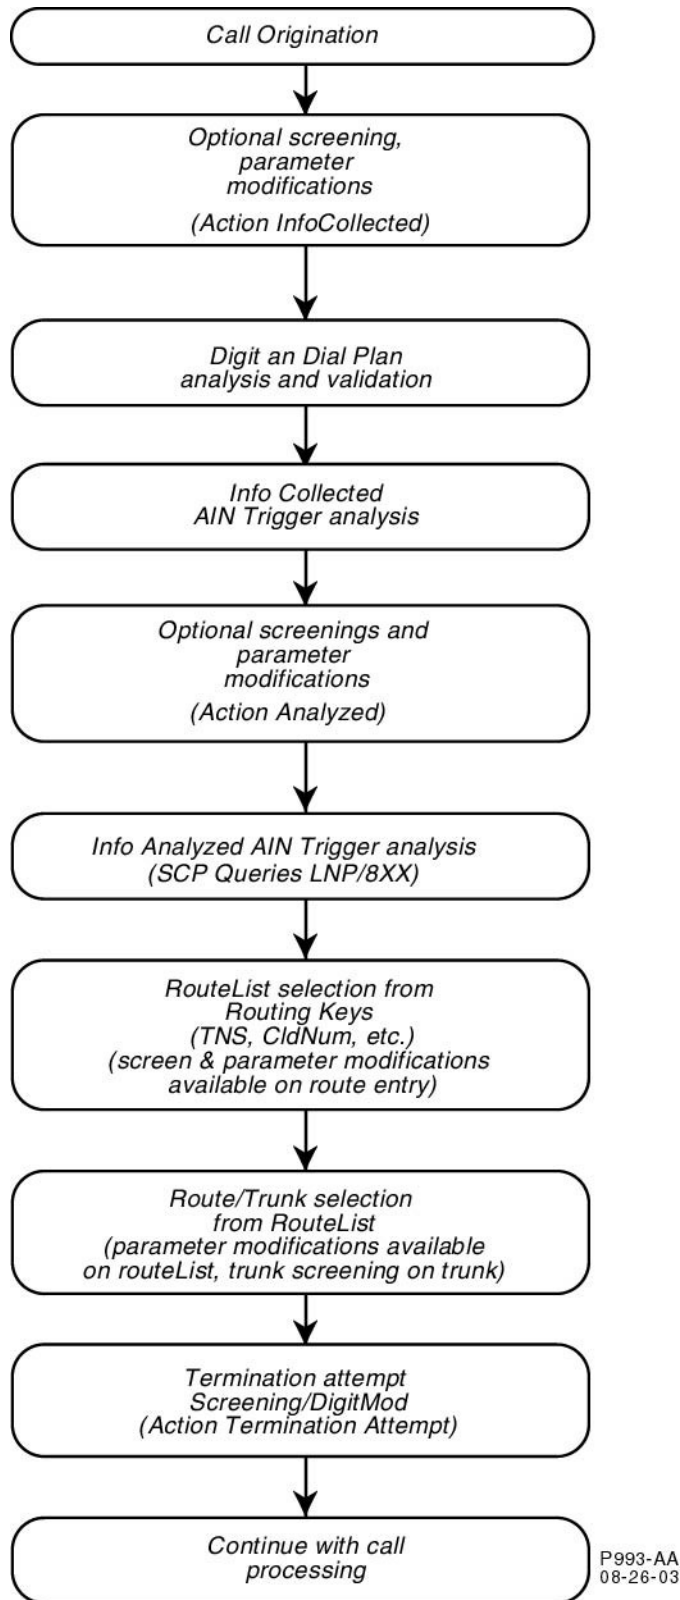 Call Origination
Optional screening,
parameter
modifications
(Action InfoCollected)
Digit an Dial Plan
analysis and validation
Info Collected
AIN Trigger analysis
Optional screenings and
parameter
modifications
(Action Analyzed)
Info Analyzed AIN Trigger analysis
(SCP Queries LNP/8XX)
RouteList selection from
Routing Keys
(TNS, CldNum, etc.)
(screen & parameter modifications
available on route entry)
Route/Trunk selection
from RouteList
(parameter modifications available
on routeList, trunk screening on trunk)
Termination attempt
Screening/DigitMod
(Action Termination Attempt)
Continue with call
processing
P993-AA
08-26-03